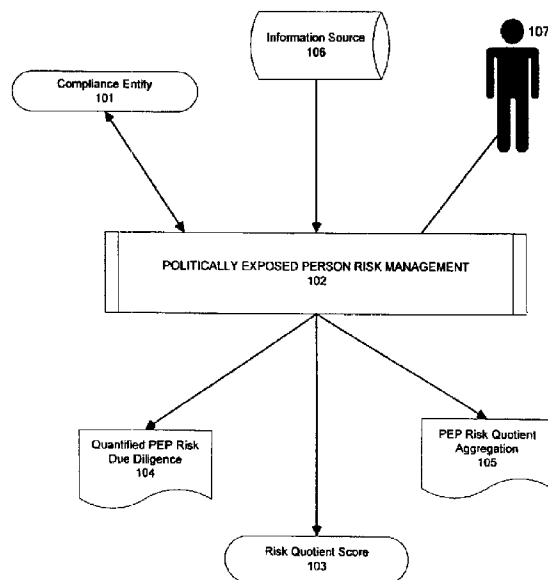 Information Source
106
107
Compliance Entity
101
POLITICALLY EXPOSED PERSON RISK MANAGEMENT
102
Quantified PEP Risk
Due Diligence
104
PEP Risk Quotient
Aggregation
105
Risk Quotient Score
103